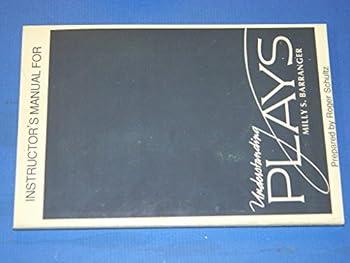 INSTRUCTOR'S MANUAL FOR
Understanding
PLAYS
MILLY S. BARRANGER
Prepared by Roger Schultz